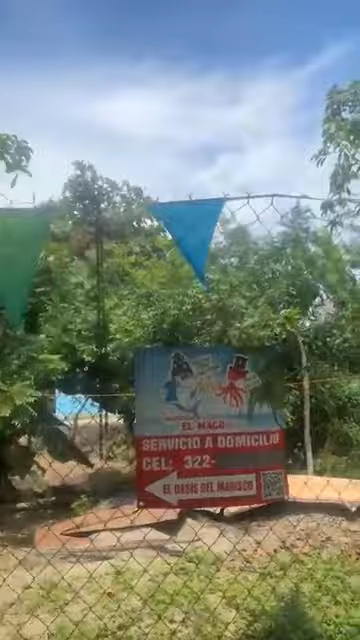 EL MAGO
SERVICIO A DOMICILIO
CEL: 322-
EL OASIS DEL MARISCO